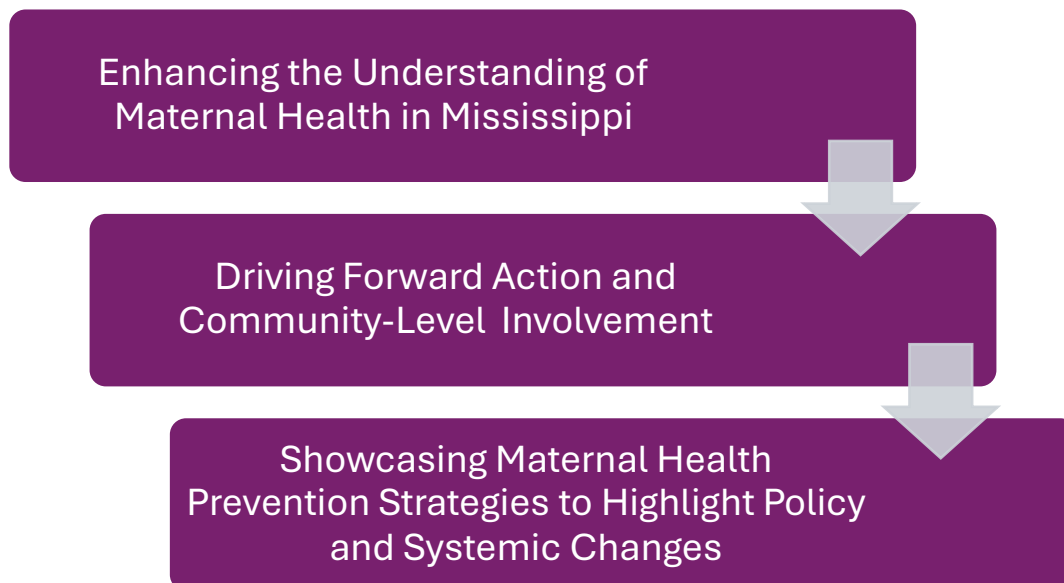 Enhancing the Understanding of
Maternal Health in Mississippi
Driving Forward Action and
Community-Level  Involvement
Showcasing Maternal Health
Prevention Strategies to Highlight Policy
and Systemic Changes